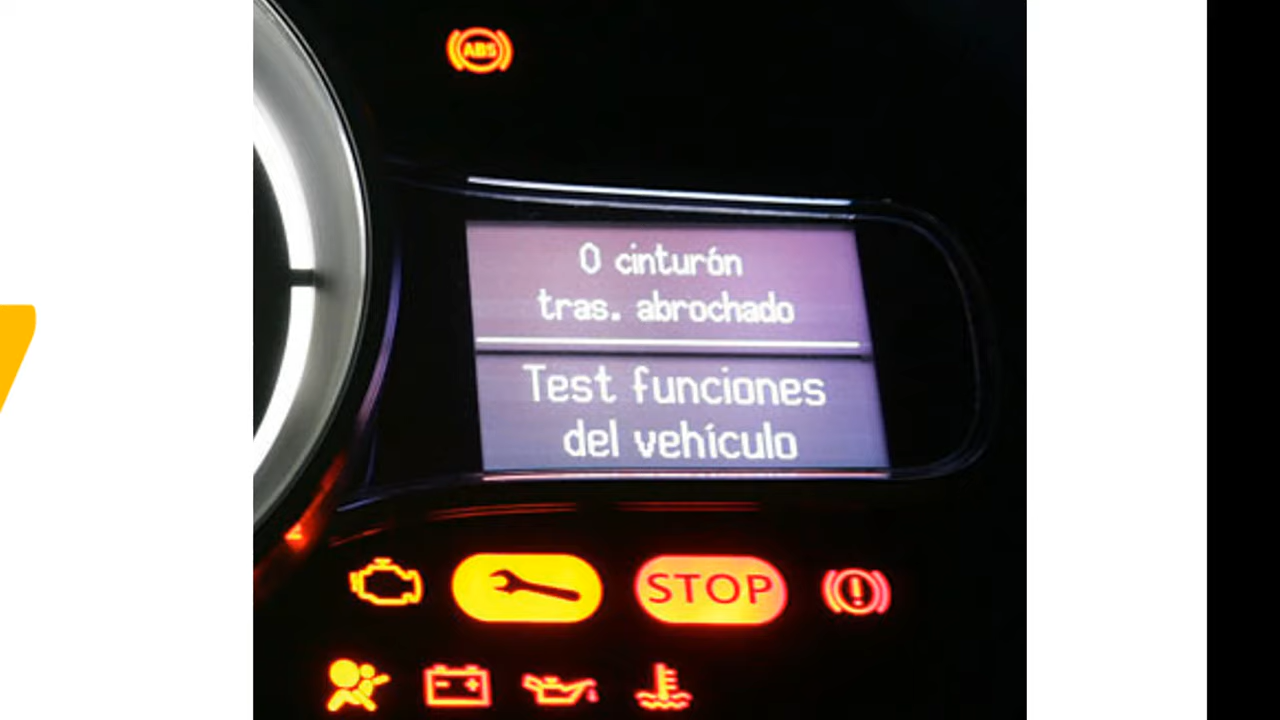 ABS
0 cinturón
tras. abrochado
Test funciones
del vehículo
STOP